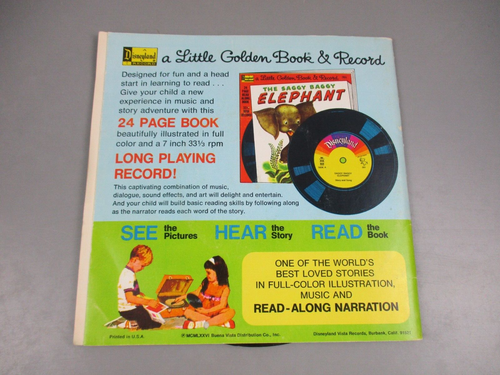 Disneyland
a Little Golden Book & Record
Designed for fun and a head
start in learning to read . . .
Give your child a new
experience in music and
story adventure with this
24 PAGE BOOK
beautifully illustrated in full
color and a 7 inch 33⅓ rpm
LONG PLAYING
RECORD!
a Little Golden Book & Record
THE SAGGY BAGGY
ELEPHANT
Disneyland
This captivating combination of music,
dialogue, sound effects, and art will delight and entertain.
And your child will build basic reading skills by following along
as the narrator reads each word of the story.
SEE the Pictures HEAR the Story READ the Book
ONE OF THE WORLD'S
BEST LOVED STORIES
IN FULL-COLOR ILLUSTRATION,
MUSIC AND
READ-ALONG NARRATION
Printed in U.S.A. © MCMLXXVI Buena Vista Distribution Co., Inc. Disneyland Vista Records, Burbank, Calif.